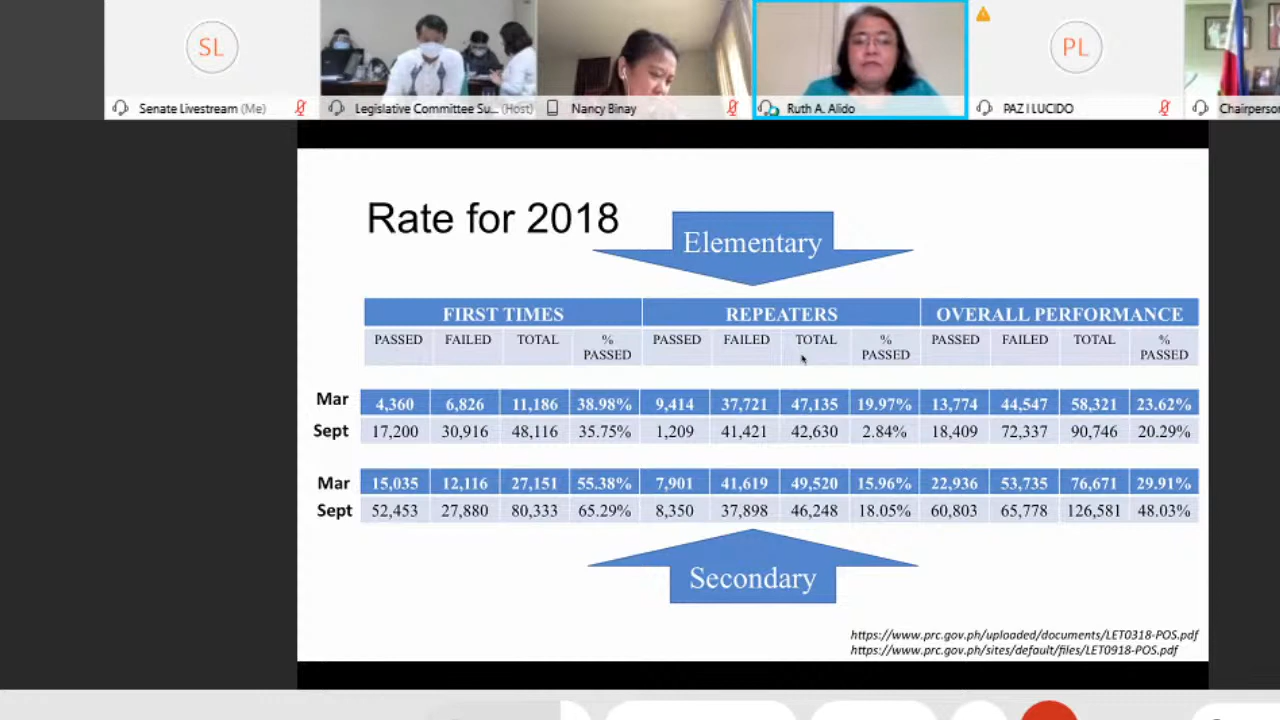 SL
PL
Senate Livestream (Me)
Legislative Committee Su... (Host)
Nancy Binay
Ruth A. Alido
PAZ I LUCIDO
Chairperson
Rate for 2018
Elementary
FIRST TIMES REPEATERS OVERALL PERFORMANCE
PASSED FAILED TOTAL % PASSED PASSED FAILED TOTAL % PASSED PASSED FAILED TOTAL % PASSED
Mar 4,360 6,826 11,186 38.98% 9,414 37,721 47,135 19.97% 13,774 44,547 58,321 23.62%
Sept 17,200 30,916 48,116 35.75% 1,209 41,421 42,630 2.84% 18,409 72,337 90,746 20.29%
Mar 15,035 12,116 27,151 55.38% 7,901 41,619 49,520 15.96% 22,936 53,735 76,671 29.91%
Sept 52,453 27,880 80,333 65.29% 8,350 37,898 46,248 18.05% 60,803 65,778 126,581 48.03%
Secondary
https://www.prc.gov.ph/uploaded/documents/LET0318-POS.pdf
https://www.prc.gov.ph/sites/default/files/LET0918-POS.pdf